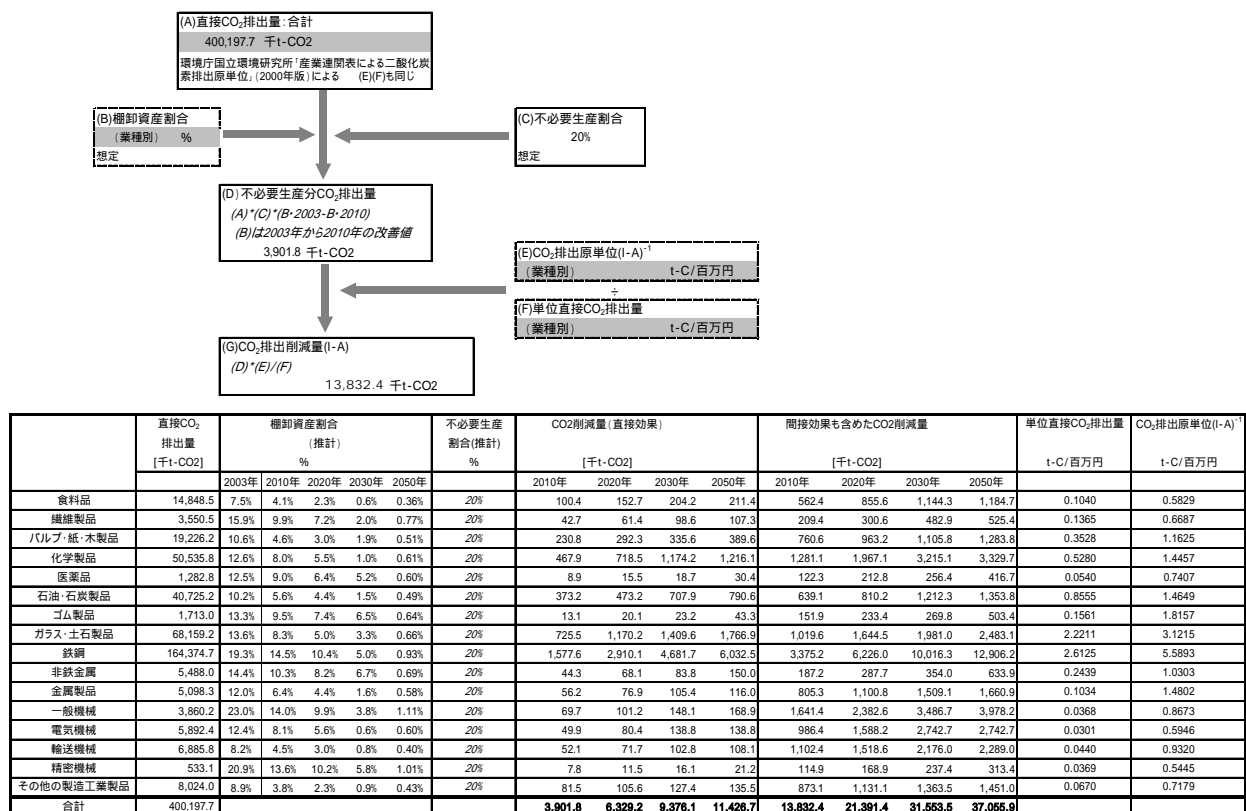 (A)直接CO₂排出量:合計
400,197.7 千t-CO2
環境庁国立環境研究所「産業連関表による二酸化炭
素排出原単位」(2000年版)による (E)(F)も同じ
(B)棚卸資産割合
(業種別) %
想定
(C)不必要生産割合
20%
想定
(D)不必要生産分CO₂排出量
(A)*(C)*(B・2003-B・2010)
(B)は2003年から2010年の改善値
3,901.8 千t-CO2
(E)CO₂排出原単位(I-A)⁻¹
(業種別) t-C/百万円
÷
(F)単位直接CO₂排出量
(業種別) t-C/百万円
(G)CO₂排出削減量(I-A)
(D)*(E)/(F)
13,832.4 千t-CO2
直接CO₂ 棚卸資産割合 不必要生産 CO2削減量(直接効果) 間接効果も含めたCO2削減量 単位直接CO₂排出量 CO₂排出原単位(I-A)⁻¹
排出量 (推計) 割合(推計)
[千t-CO2] % % [千t-CO2] [千t-CO2] t-C/百万円 t-C/百万円
2003年 2010年 2020年 2030年 2050年 2010年 2020年 2030年 2050年 2010年 2020年 2030年 2050年
食料品 14,848.5 7.5% 4.1% 2.3% 0.6% 0.36% 20% 100.4 152.7 204.2 211.4 562.4 855.6 1,144.3 1,184.7 0.1040 0.5829
繊維製品 3,550.5 15.9% 9.9% 7.2% 2.0% 0.77% 20% 42.7 61.4 98.6 107.3 209.4 300.6 482.9 525.4 0.1365 0.6687
パルプ・紙・木製品 19,226.2 10.6% 4.6% 3.0% 1.9% 0.51% 20% 230.8 292.3 335.6 389.6 760.6 963.2 1,105.8 1,283.8 0.3528 1.1625
化学製品 50,535.8 12.6% 8.0% 5.5% 1.0% 0.61% 20% 467.9 718.5 1,174.2 1,216.1 1,281.1 1,967.1 3,215.1 3,329.7 0.5280 1.4457
医薬品 1,282.8 12.5% 9.0% 6.4% 5.2% 0.60% 20% 8.9 15.5 18.7 30.4 122.3 212.8 256.4 416.7 0.0540 0.7407
石油・石炭製品 40,725.2 10.2% 5.6% 4.4% 1.5% 0.49% 20% 373.2 473.2 707.9 790.6 639.1 810.2 1,212.3 1,353.8 0.8555 1.4649
ゴム製品 1,713.0 13.3% 9.5% 7.4% 6.5% 0.64% 20% 13.1 20.1 23.2 43.3 151.9 233.4 269.8 503.4 0.1561 1.8157
ガラス・土石製品 68,159.2 13.6% 8.3% 5.0% 3.3% 0.66% 20% 725.5 1,170.2 1,409.6 1,766.9 1,019.6 1,644.5 1,981.0 2,483.1 2.2211 3.1215
鉄鋼 164,374.7 19.3% 14.5% 10.4% 5.0% 0.93% 20% 1,577.6 2,910.1 4,681.7 6,032.5 3,375.2 6,226.0 10,016.3 12,906.2 2.6125 5.5893
非鉄金属 5,488.0 14.4% 10.3% 8.2% 6.7% 0.69% 20% 44.3 68.1 83.8 150.0 187.2 287.7 354.0 633.9 0.2439 1.0303
金属製品 5,098.3 12.0% 6.4% 4.4% 1.6% 0.58% 20% 56.2 76.9 105.4 116.0 805.3 1,100.8 1,509.1 1,660.9 0.1034 1.4802
一般機械 3,860.2 23.0% 14.0% 9.9% 3.8% 1.11% 20% 69.7 101.2 148.1 168.9 1,641.4 2,382.6 3,486.7 3,978.2 0.0368 0.8673
電気機械 5,892.4 12.4% 8.1% 5.6% 0.6% 0.60% 20% 49.9 80.4 138.8 138.8 986.4 1,588.2 2,742.7 2,742.7 0.0301 0.5946
輸送機械 6,885.8 8.2% 4.5% 3.0% 0.8% 0.40% 20% 52.1 71.7 102.8 108.1 1,102.4 1,518.6 2,176.0 2,289.0 0.0440 0.9320
精密機械 533.1 20.9% 13.6% 10.2% 5.8% 1.01% 20% 7.8 11.5 16.1 21.2 114.9 168.9 237.4 313.4 0.0369 0.5445
その他の製造工業製品 8,024.0 8.9% 3.8% 2.3% 0.9% 0.43% 20% 81.5 105.6 127.4 135.5 873.1 1,131.1 1,363.5 1,451.0 0.0670 0.7179
合計 400,197.7 3,901.8 6,329.2 9,376.1 11,426.7 13,832.4 21,391.4 31,553.5 37,055.9